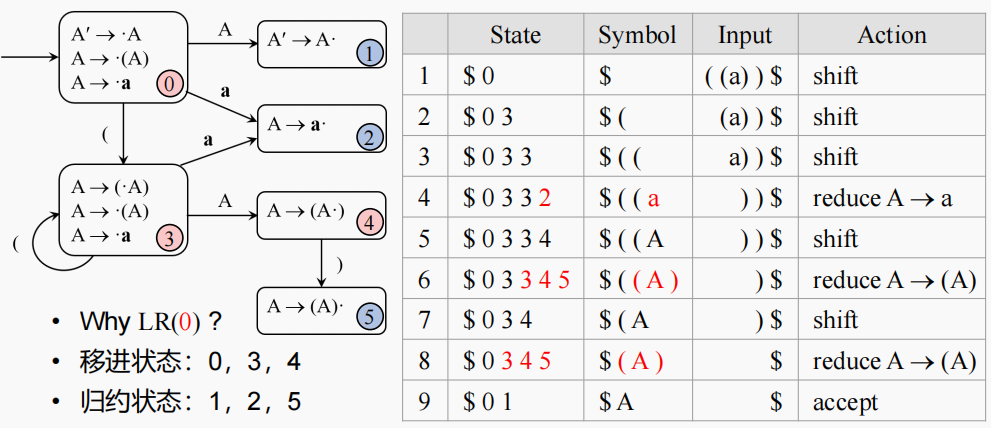 A′ → ·A
A → ·(A)
A → ·a
0
A
A′ → A·
1
a
A → a·
2
(
a
A → (·A)
A → ·(A)
A → ·a
3
(
A
A → (A·)
4
)
A → (A)·
5
• Why LR(0) ?
• 移进状态：0，3，4
• 归约状态：1，2，5
State Symbol Input Action
1 $ 0 $ ( (a) ) $ shift
2 $ 0 3 $ ( (a) ) $ shift
3 $ 0 3 3 $ ( ( a) ) $ shift
4 $ 0 3 3 2 $ ( ( a ) ) $ reduce A → a
5 $ 0 3 3 4 $ ( ( A ) ) $ shift
6 $ 0 3 3 4 5 $ ( ( A ) ) $ reduce A → (A)
7 $ 0 3 4 $ ( A ) $ shift
8 $ 0 3 4 5 $ ( A ) $ reduce A → (A)
9 $ 0 1 $ A $ accept